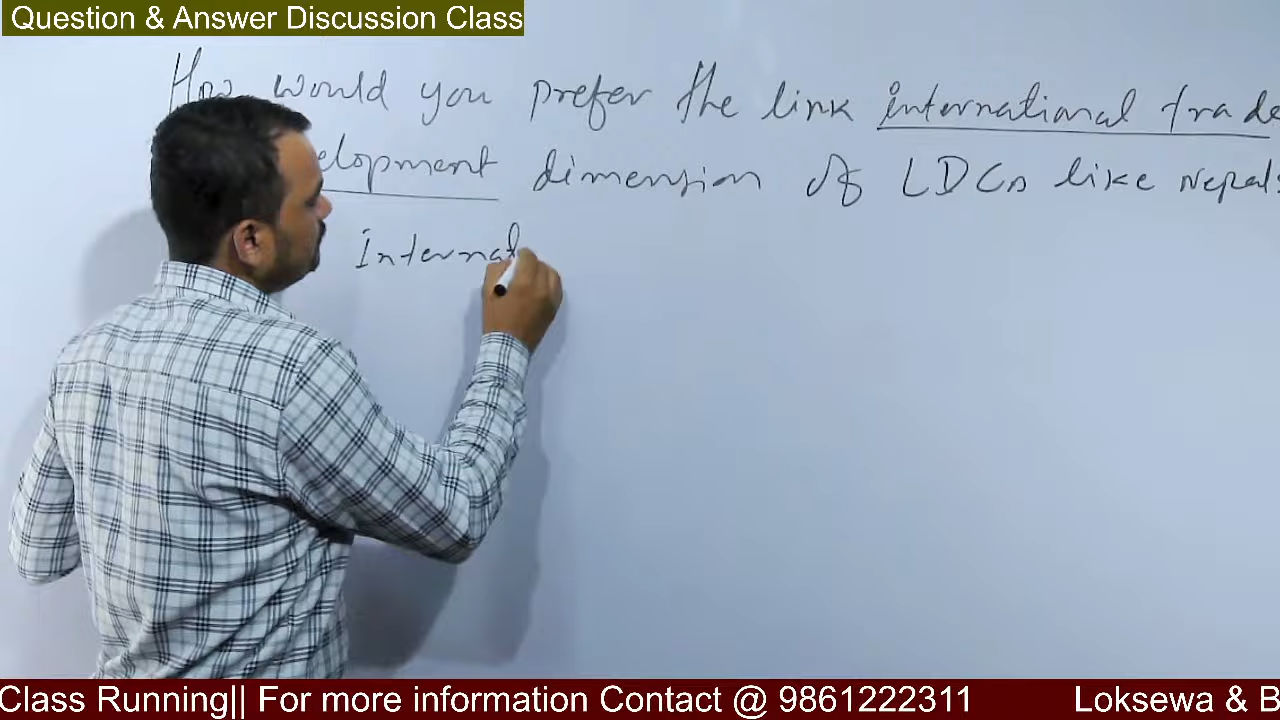 Question & Answer Discussion Class
How would you prefer the link international trade
elopment dimension of LDCs like Nepal
Internat
Class Running|| For more information Contact @ 9861222311 Loksewa & B